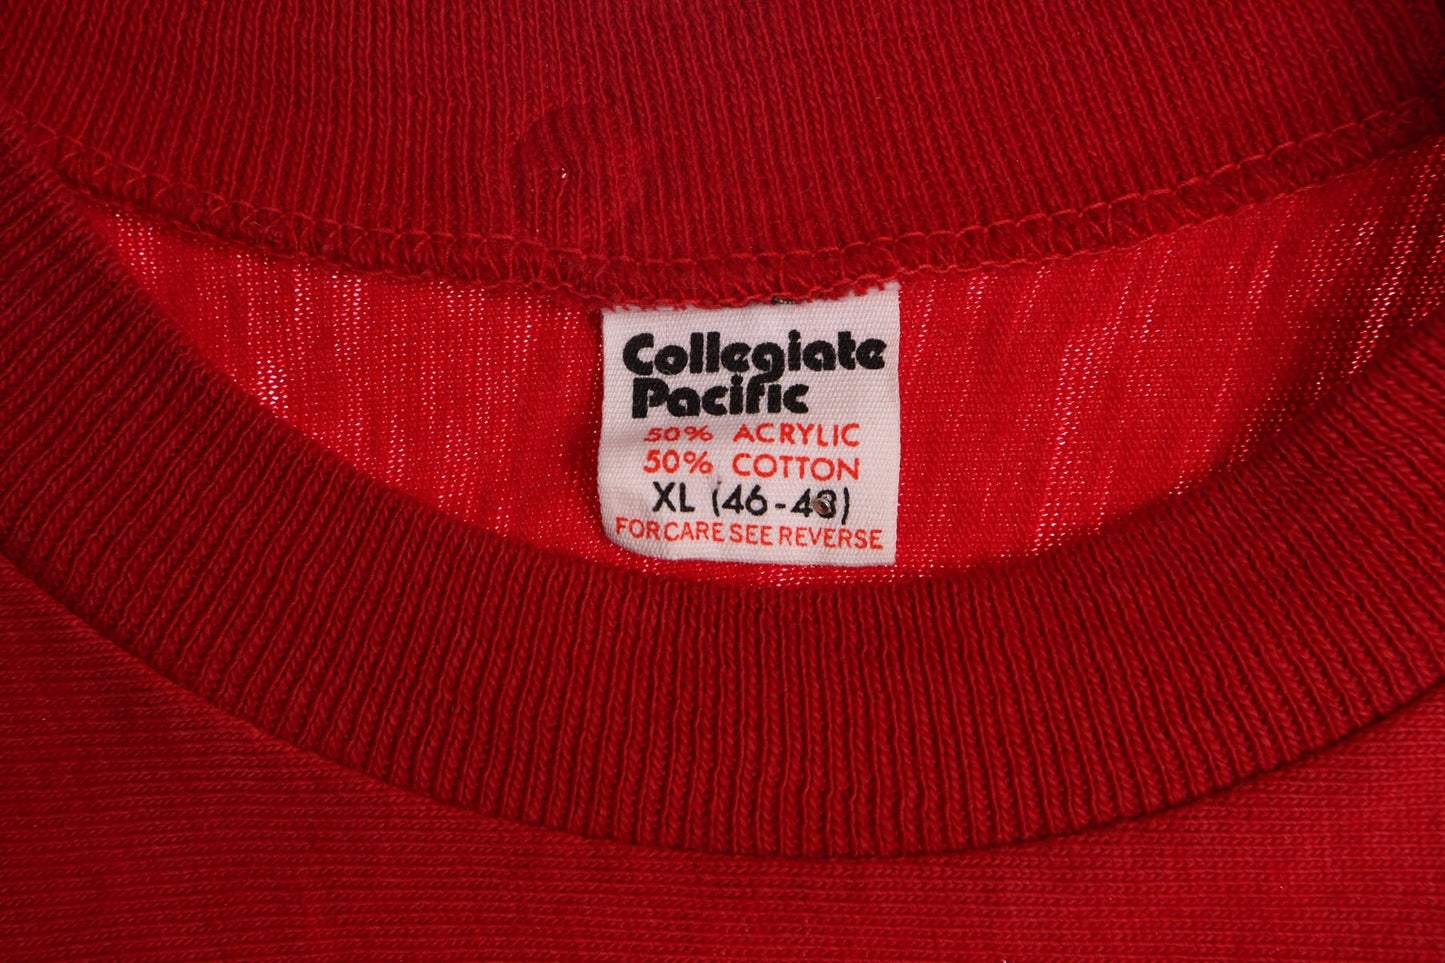 Collegiate
Pacific
50% ACRYLIC
50% COTTON
XL (46-48)
FOR CARE SEE REVERSE